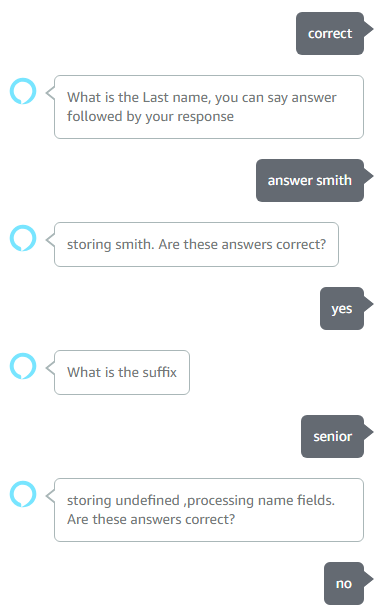 correct
What is the Last name, you can say answer
followed by your response
answer smith
storing smith. Are these answers correct?
yes
What is the suffix
senior
storing undefined ,processing name fields.
Are these answers correct?
no